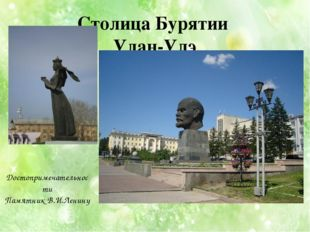 Столица Бурятии
Улан-Удэ
Достопримечательнос
ти
Памятник В.И.Ленину